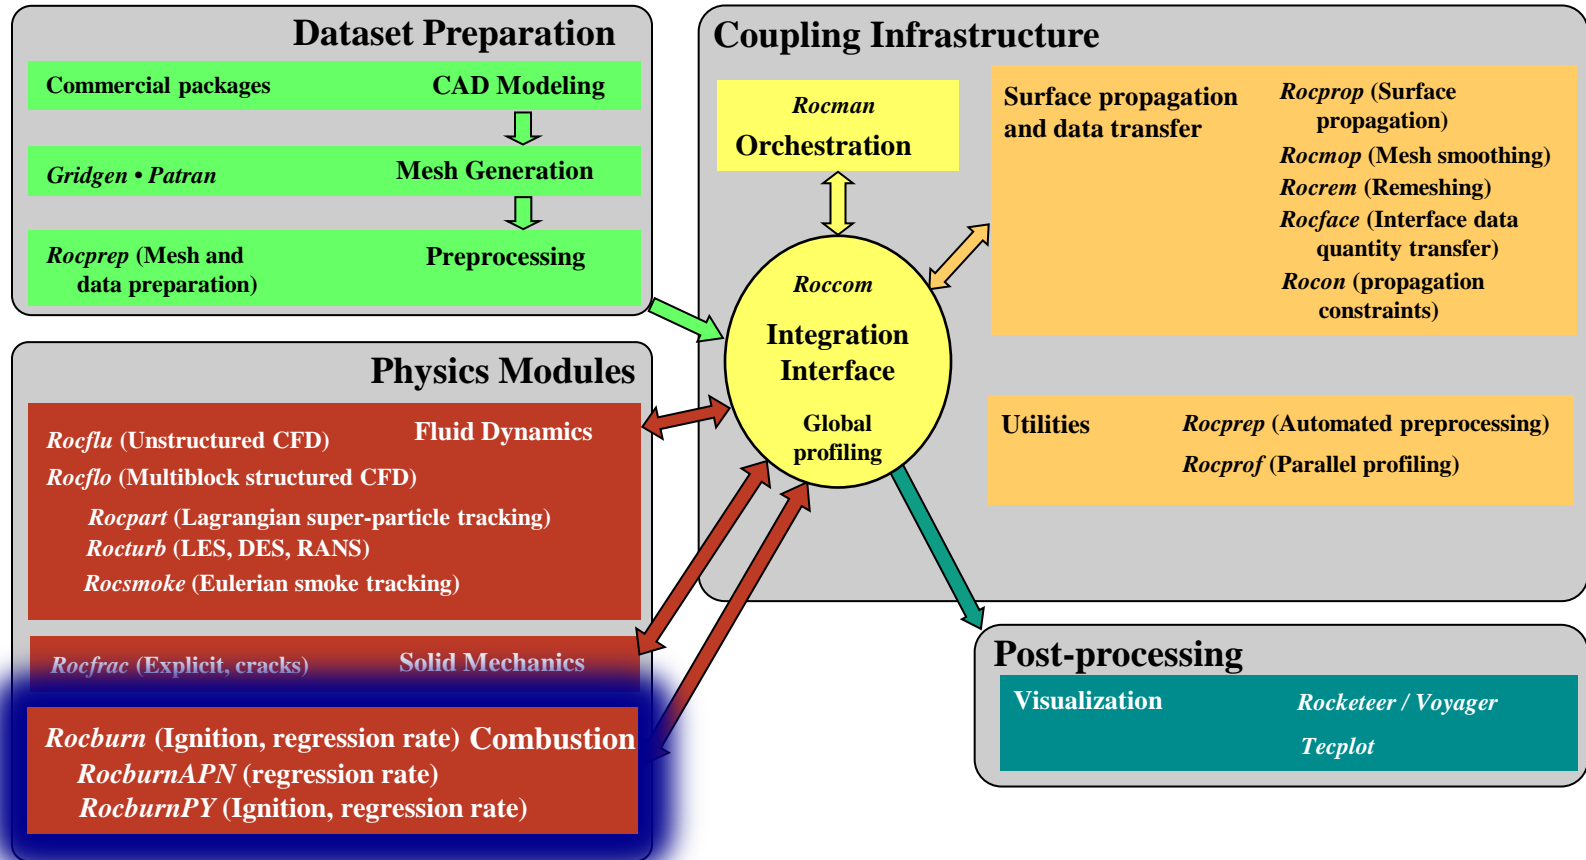 Dataset Preparation
Commercial packages
CAD Modeling
Gridgen • Patran
Mesh Generation
Rocprep (Mesh and
data preparation)
Preprocessing
Physics Modules
Rocflu (Unstructured CFD)
Fluid Dynamics
Rocflo (Multiblock structured CFD)
Rocpart (Lagrangian super-particle tracking)
Rocturb (LES, DES, RANS)
Rocsmoke (Eulerian smoke tracking)
Rocfrac (Explicit, cracks)
Solid Mechanics
Rocburn (Ignition, regression rate)
Combustion
RocburnAPN (regression rate)
RocburnPY (Ignition, regression rate)
Coupling Infrastructure
Rocman
Orchestration
Roccom
Integration
Interface
Global
profiling
Surface propagation
and data transfer
Rocprop (Surface
propagation)
Rocmop (Mesh smoothing)
Rocrem (Remeshing)
Rocface (Interface data
quantity transfer)
Rocon (propagation
constraints)
Utilities
Rocprep (Automated preprocessing)
Rocprof (Parallel profiling)
Post-processing
Visualization
Rocketeer / Voyager
Tecplot